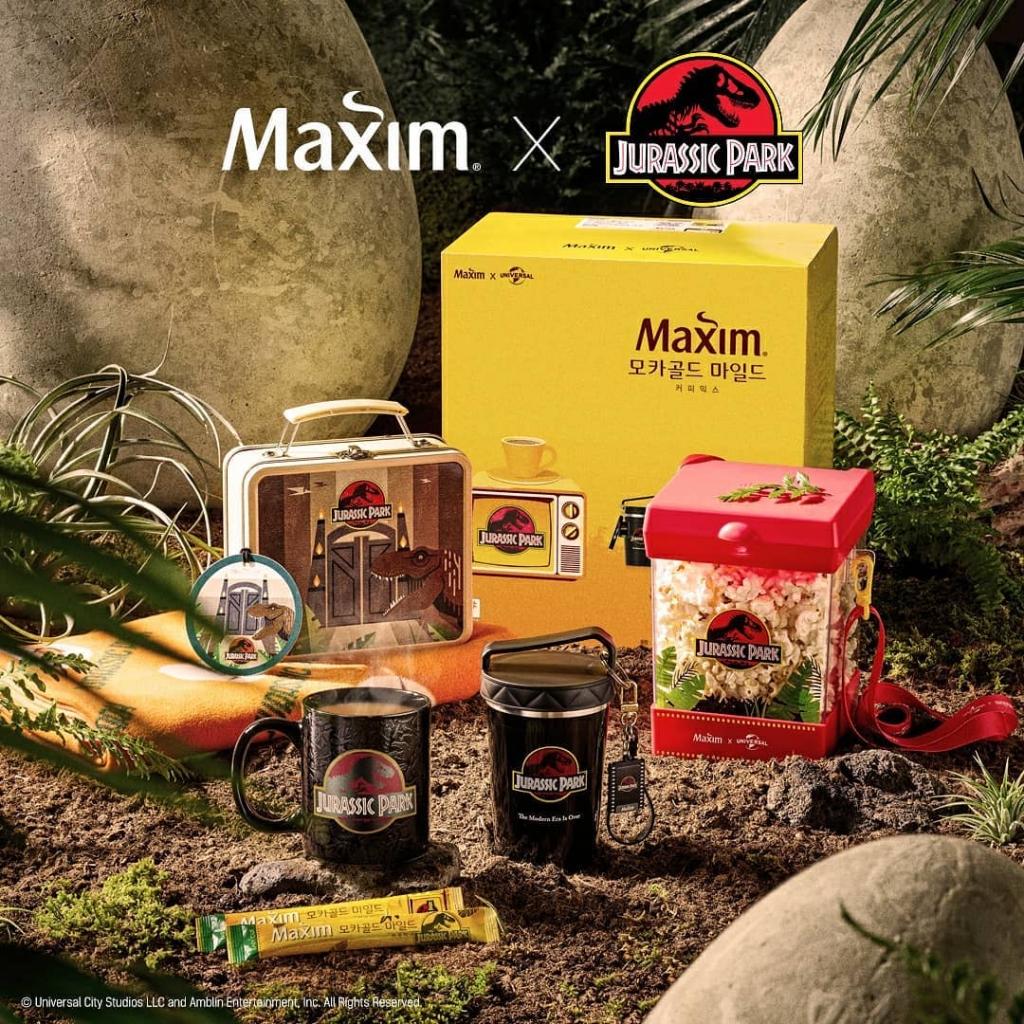 Maxim® X JURASSIC PARK
Maxim X UNIVERSAL
Maxim X UNIVERSAL
Maxim®
모카골드 마일드
커피믹스
JURASSIC PARK
JURASSIC PARK
JURASSIC PARK
JURASSIC PARK
JURASSIC PARK
JURASSIC PARK
The Modern Era Is Over
Maxim X UNIVERSAL
Maxim 모카골드 마일드
Maxim 모카골드 마일드
© Universal City Studios LLC and Amblin Entertainment, Inc. All Rights Reserved.